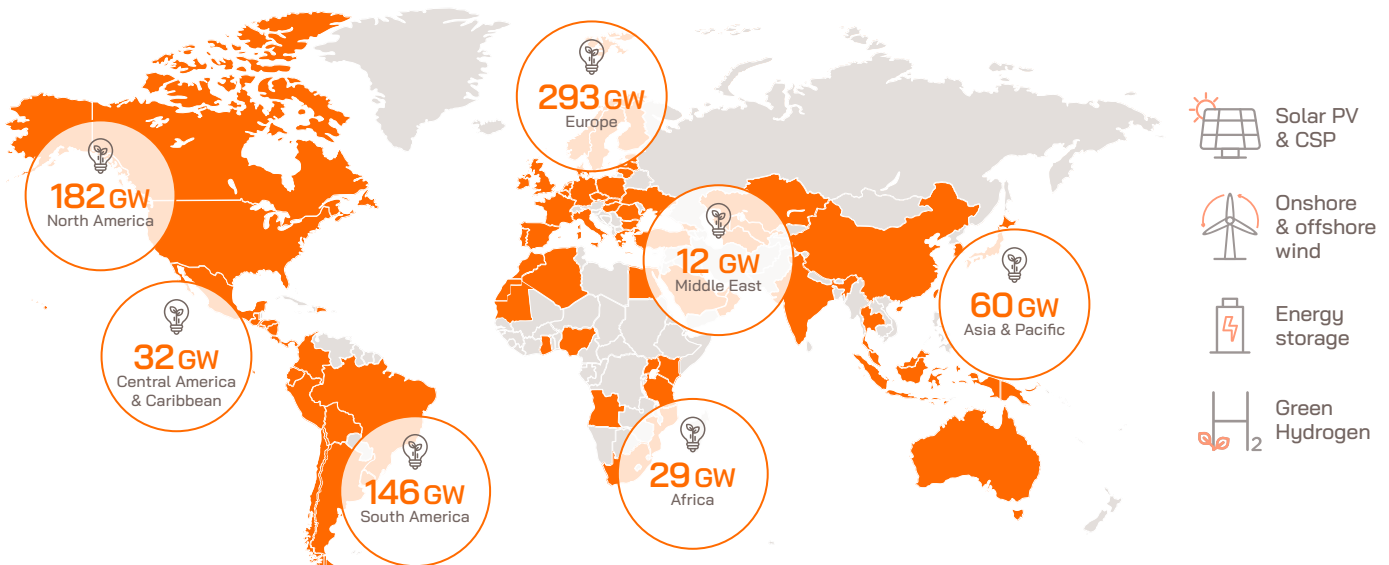 293 GW
Europe
182 GW
North America
12 GW
Middle East
60 GW
Asia & Pacific
32 GW
Central America
& Caribbean
146 GW
South America
29 GW
Africa
Solar PV
& CSP
Onshore
& offshore
wind
Energy
storage
H2
Green
Hydrogen